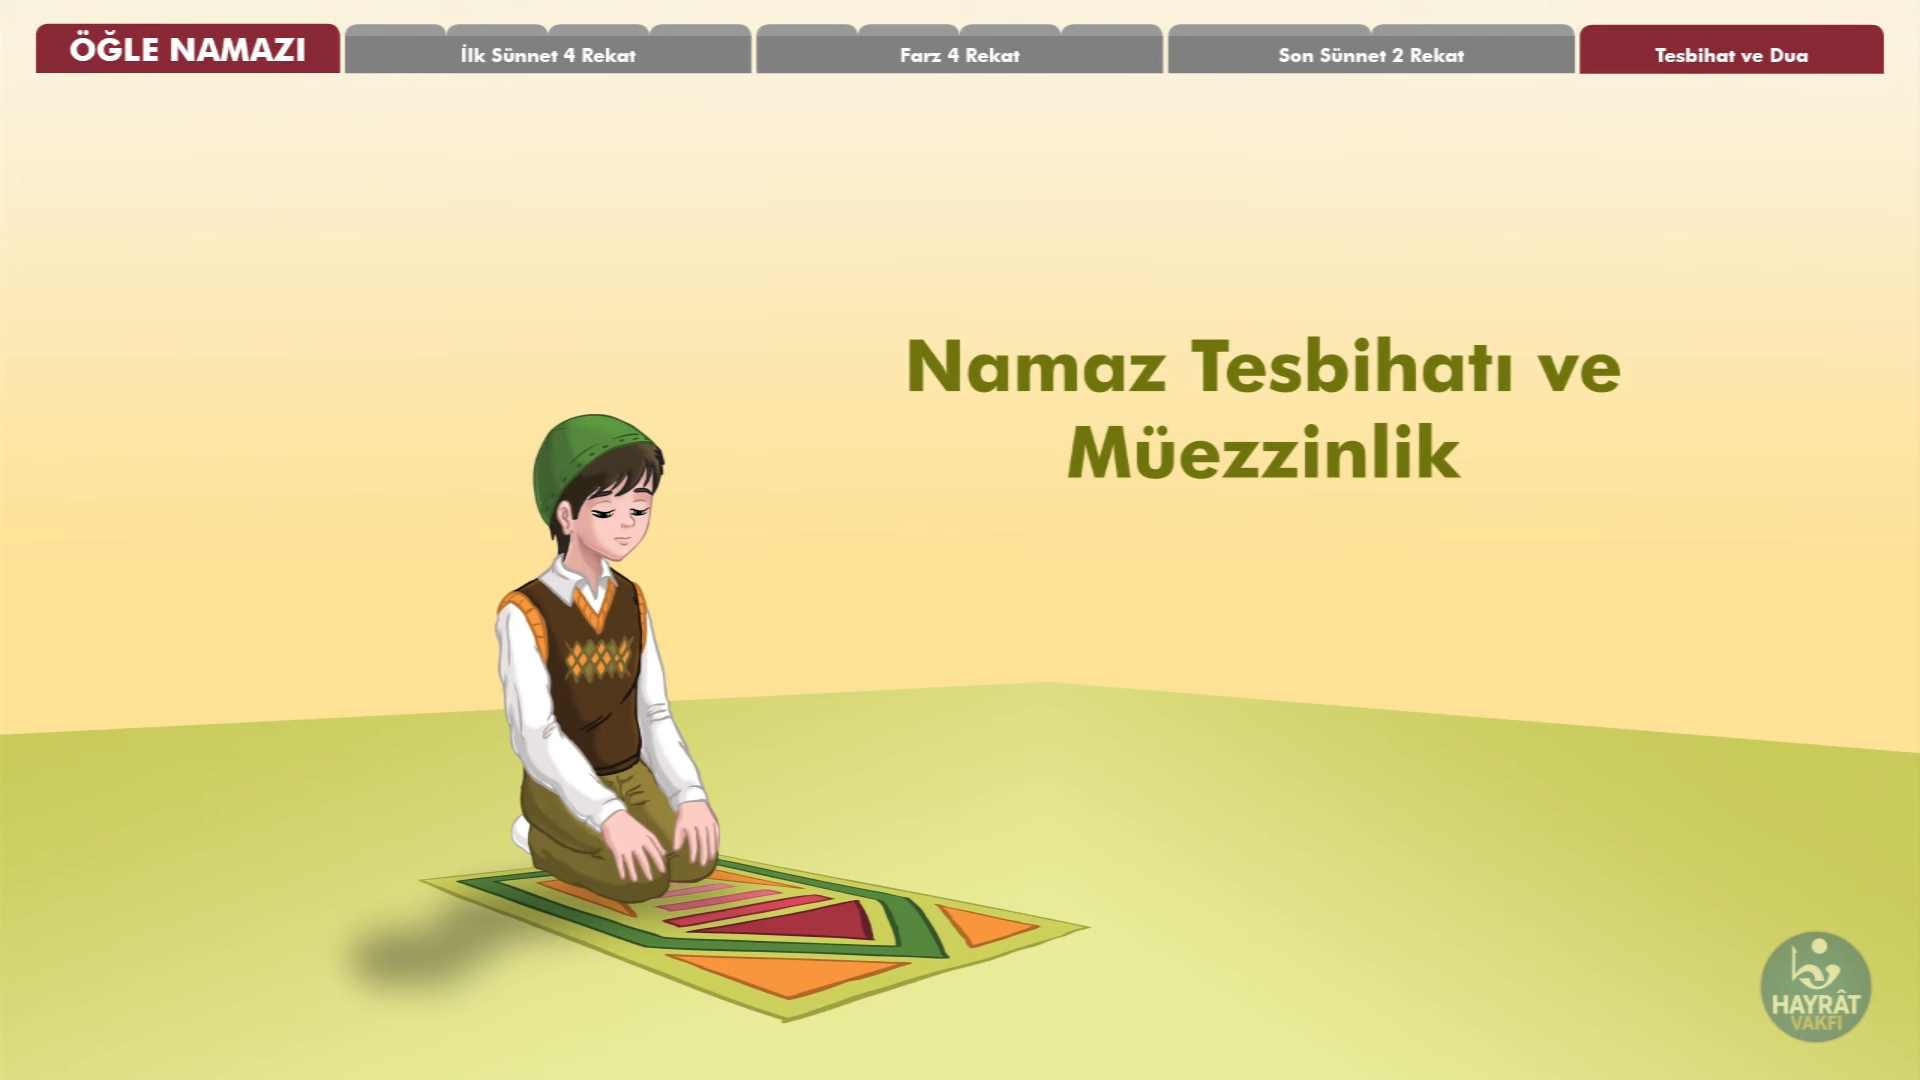 ÖĞLE NAMAZI
İlk Sünnet 4 Rekat
Farz 4 Rekat
Son Sünnet 2 Rekat
Tesbihat ve Dua
Namaz Tesbihatı ve
Müezzinlik
HAYRÂT
VAKFI